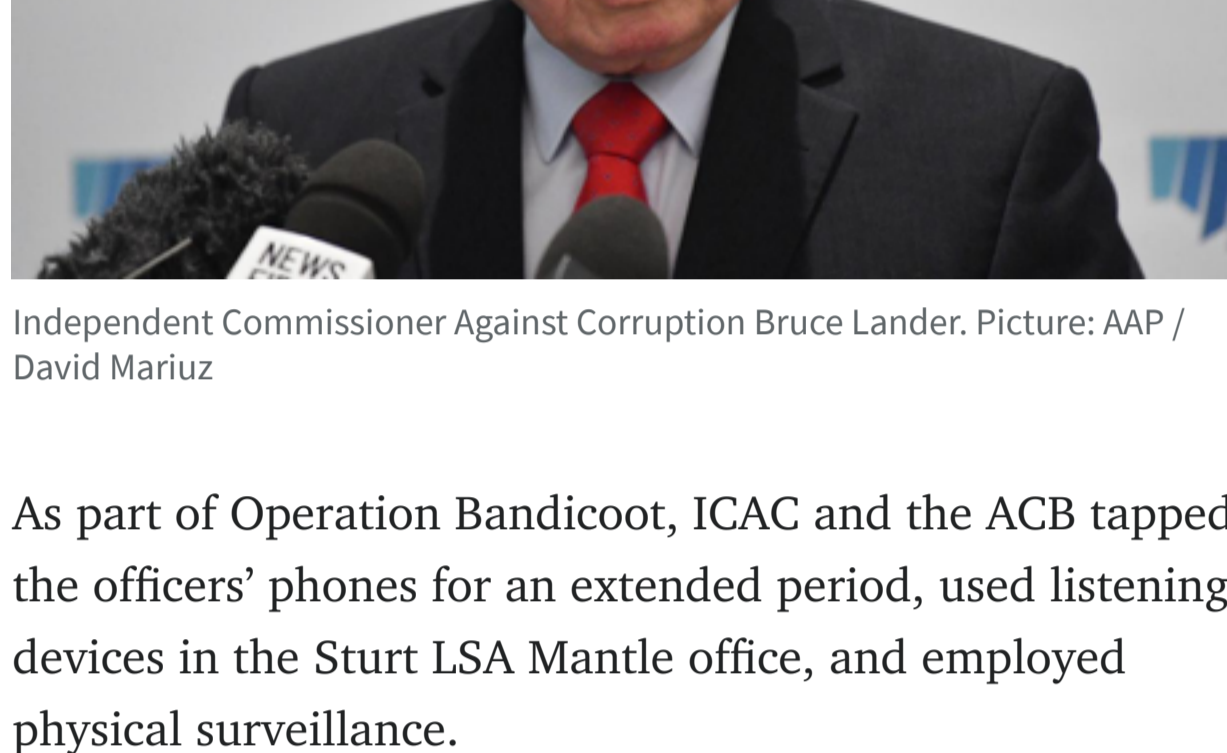 NEWS
Independent Commissioner Against Corruption Bruce Lander. Picture: AAP /
David Mariuz
As part of Operation Bandicoot, ICAC and the ACB tapped
the officers’ phones for an extended period, used listening
devices in the Sturt LSA Mantle office, and employed
physical surveillance.